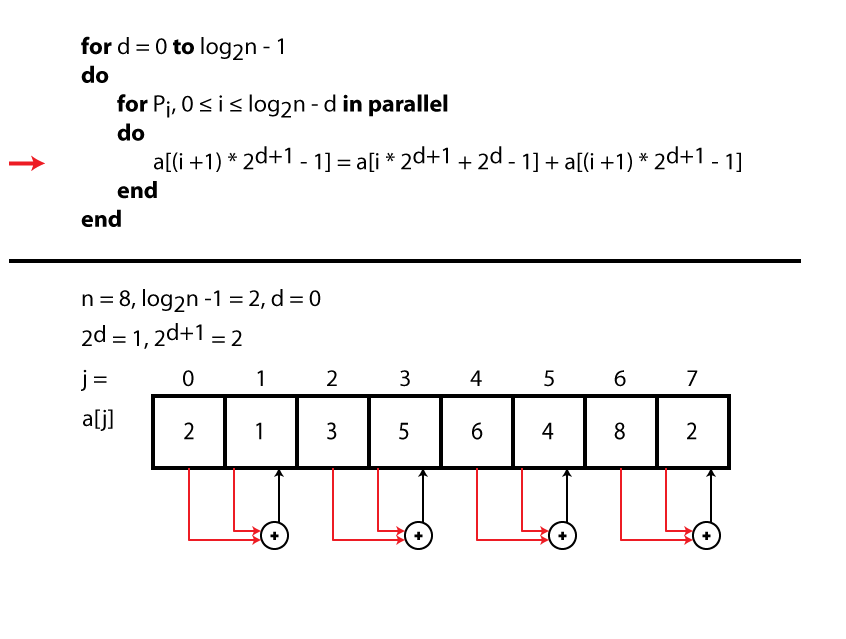 for d = 0 to log2n - 1
do
for Pi, 0 ≤ i ≤ log2n - d in parallel
do
a[(i +1) * 2d+1 - 1] = a[i * 2d+1 + 2d - 1] + a[(i +1) * 2d+1 - 1]
end
end
n = 8, log2n -1 = 2, d = 0
2d = 1, 2d+1 = 2
j = 0 1 2 3 4 5 6 7
a[j] 2 1 3 5 6 4 8 2
+ + + +